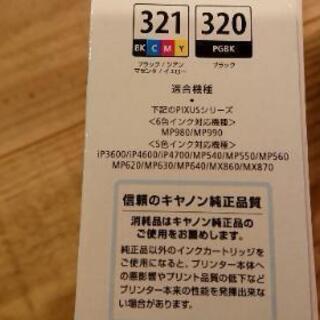 321 320
BK C M Y PGBK
ブラック / シアン ブラック
マゼンタ / イエロー
適合機種
下記のPIXUSシリーズ
<6色インク対応機種>
MP980/MP990
<5色インク対応機種>
iP3600/iP4600/iP4700/MP540/MP550/MP560
MP620/MP630/MP640/MX860/MX870
信頼のキヤノン純正品質
消耗品はキヤノン純正品の
ご使用をお薦めします。
純正品以外のインクカートリッジを
ご使用になると、プリンター本体へ
の悪影響やプリント品質の低下など
プリンター本来の性能を発揮出来な
い場合がございます。